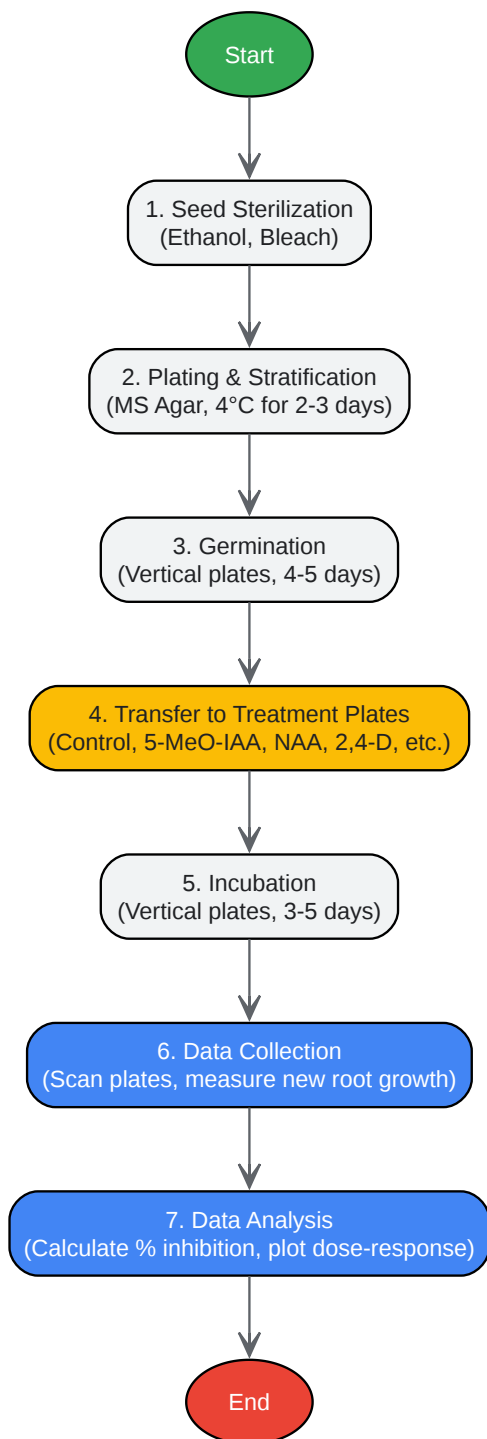 Start
1. Seed Sterilization
(Ethanol, Bleach)
2. Plating & Stratification
(MS Agar, 4°C for 2-3 days)
3. Germination
(Vertical plates, 4-5 days)
4. Transfer to Treatment Plates
(Control, 5-MeO-IAA, NAA, 2,4-D, etc.)
5. Incubation
(Vertical plates, 3-5 days)
6. Data Collection
(Scan plates, measure new root growth)
7. Data Analysis
(Calculate % inhibition, plot dose-response)
End